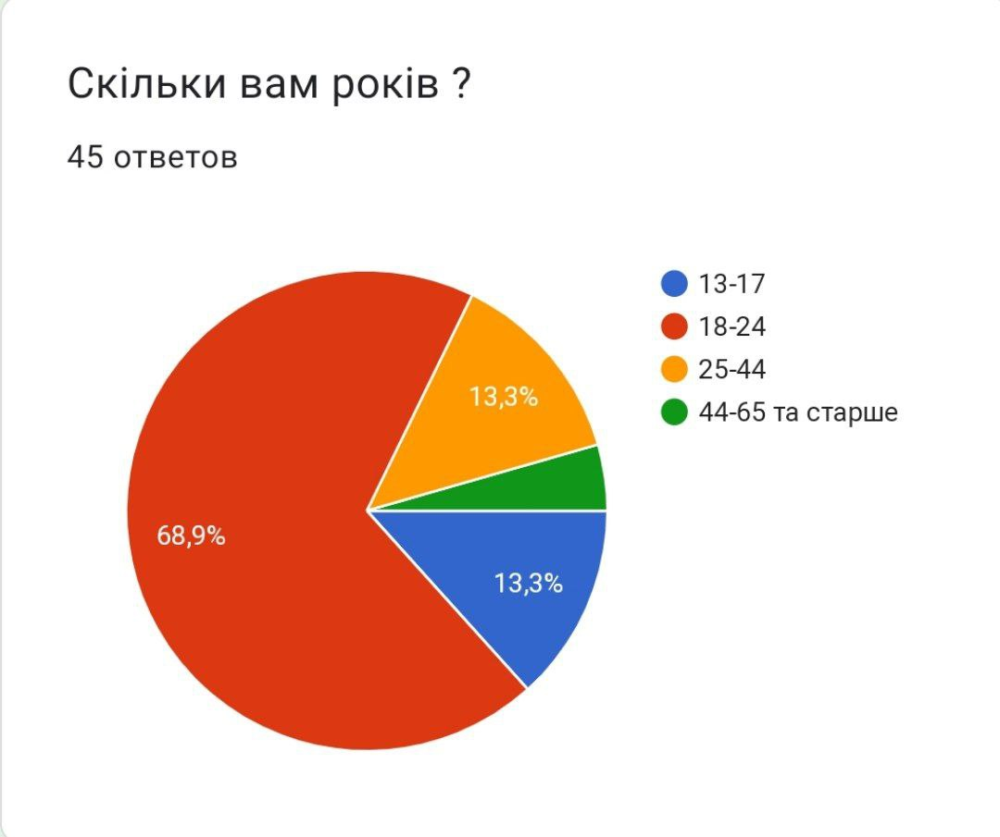 Скільки вам років ?
45 ответов
13-17
18-24
25-44
44-65 та старше
13,3%
68,9%
13,3%